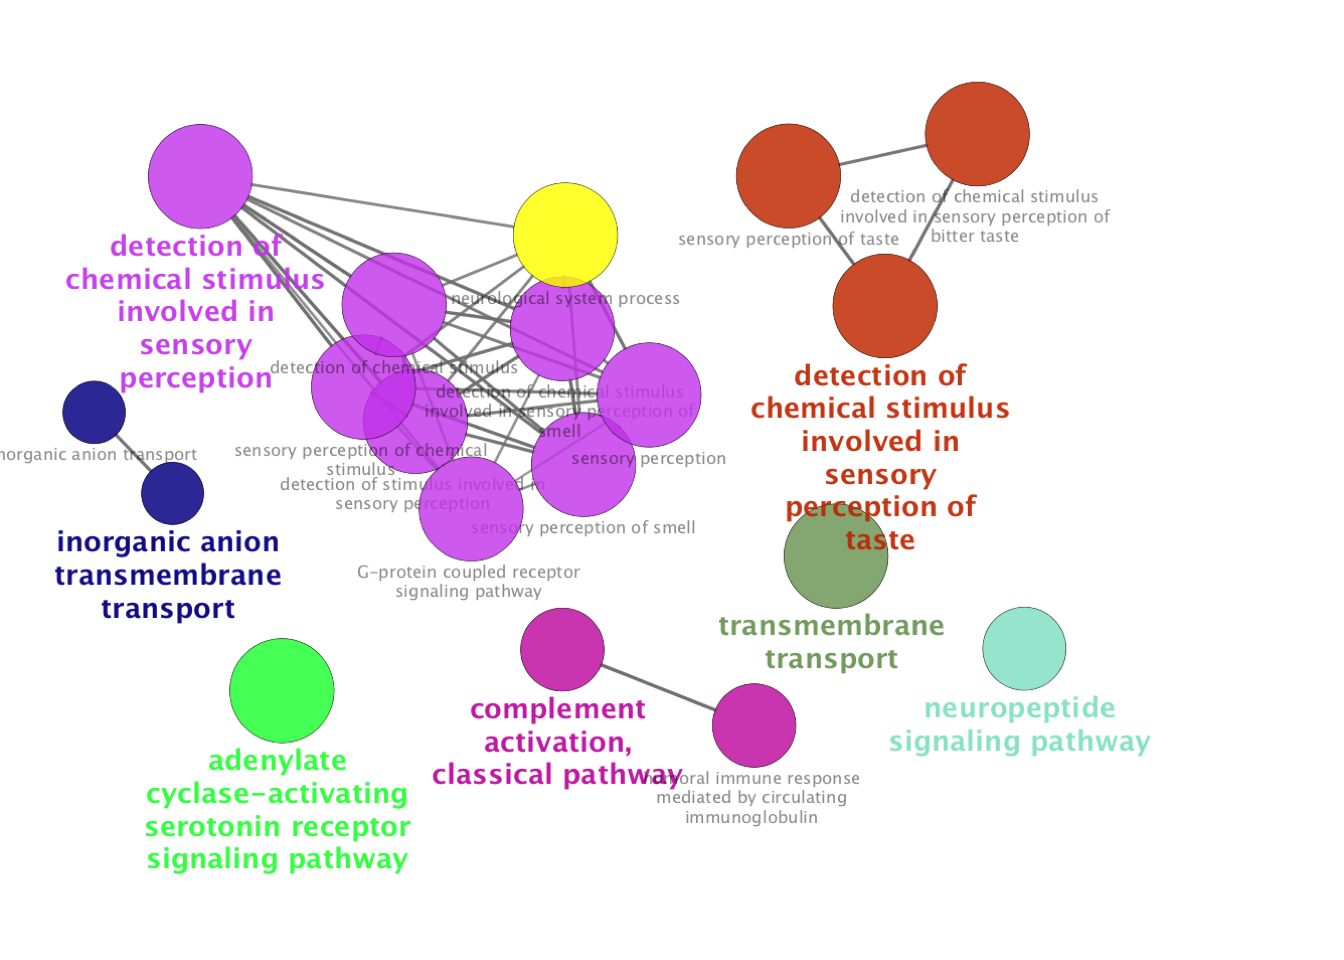 detection of
chemical stimulus
involved in
sensory
perception
neurological system process
detection of chemical stimulus
detection of chemical stimulus
involved in sensory perception of
smell
sensory perception of chemical
stimulus
sensory perception
detection of stimulus involved in
sensory perception
sensory perception of smell
G-protein coupled receptor
signaling pathway
sensory perception of taste
detection of chemical stimulus
involved in sensory perception of
bitter taste
detection of
chemical stimulus
involved in
sensory
perception of
taste
norganic anion transport
inorganic anion
transmembrane
transport
transmembrane
transport
neuropeptide
signaling pathway
adenylate
cyclase-activating
serotonin receptor
signaling pathway
complement
activation,
classical pathway
humoral immune response
mediated by circulating
immunoglobulin